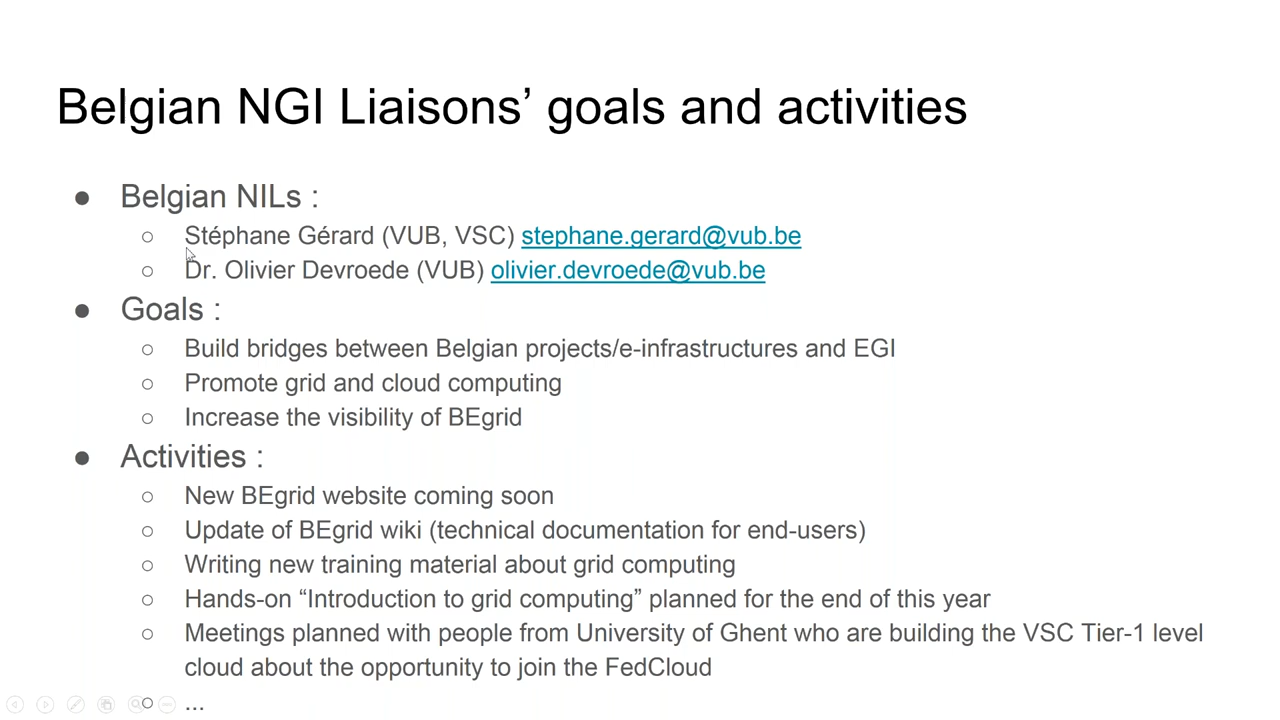 Belgian NGI Liaisons’ goals and activities
● Belgian NILs :
○ Stéphane Gérard (VUB, VSC) stephane.gerard@vub.be
○ Dr. Olivier Devroede (VUB) olivier.devroede@vub.be
● Goals :
○ Build bridges between Belgian projects/e-infrastructures and EGI
○ Promote grid and cloud computing
○ Increase the visibility of BEgrid
● Activities :
○ New BEgrid website coming soon
○ Update of BEgrid wiki (technical documentation for end-users)
○ Writing new training material about grid computing
○ Hands-on “Introduction to grid computing” planned for the end of this year
○ Meetings planned with people from University of Ghent who are building the VSC Tier-1 level
cloud about the opportunity to join the FedCloud
○ ...